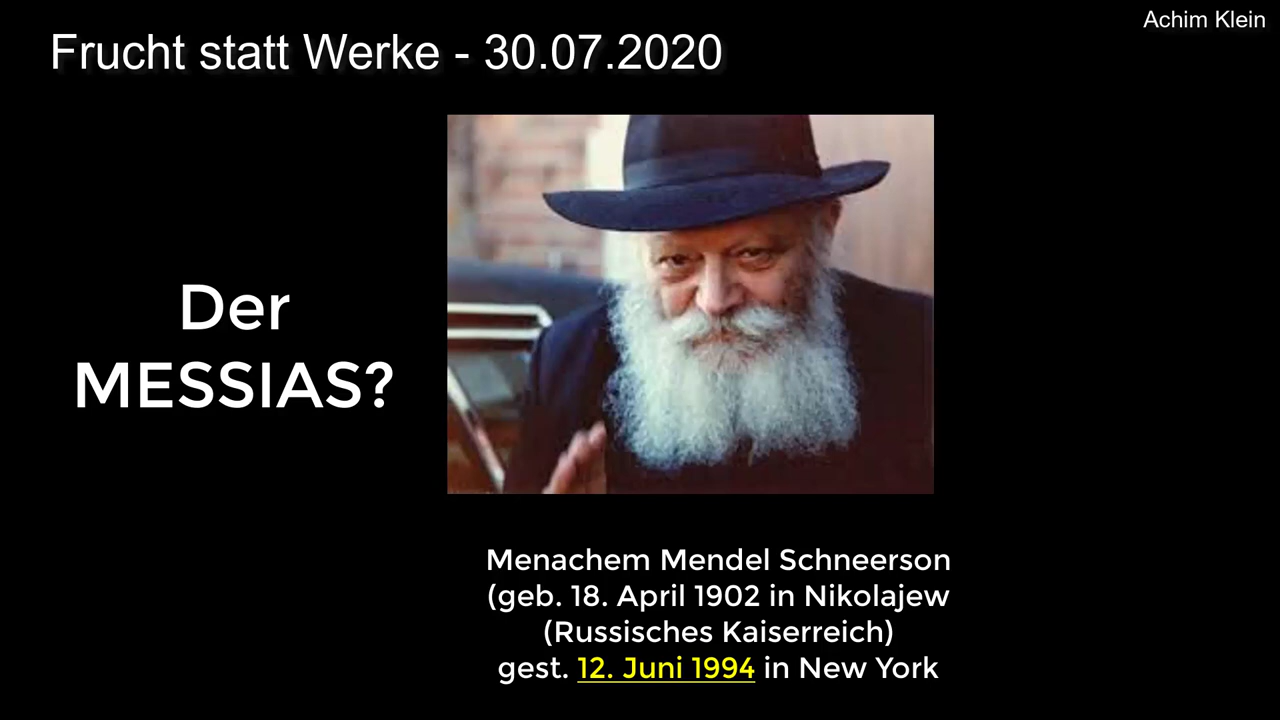 Achim Klein
Frucht statt Werke - 30.07.2020
Der
MESSIAS?
Menachem Mendel Schneerson
(geb. 18. April 1902 in Nikolajew
(Russisches Kaiserreich)
gest. 12. Juni 1994 in New York